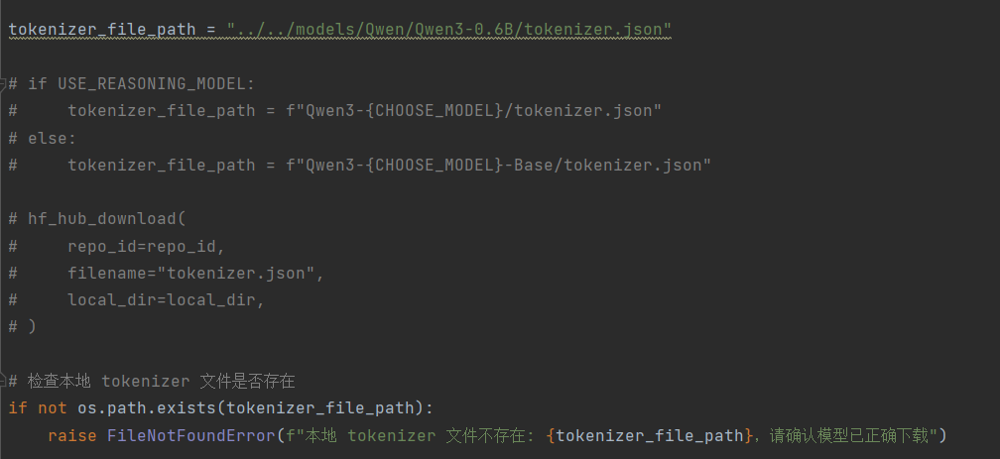 tokenizer_file_path = "../../models/Qwen/Qwen3-0.6B/tokenizer.json"
# if USE_REASONING_MODEL:
#     tokenizer_file_path = f"Qwen3-{CHOOSE_MODEL}/tokenizer.json"
# else:
#     tokenizer_file_path = f"Qwen3-{CHOOSE_MODEL}-Base/tokenizer.json"
# hf_hub_download(
#     repo_id=repo_id,
#     filename="tokenizer.json",
#     local_dir=local_dir,
# )
# 检查本地 tokenizer 文件是否存在
if not os.path.exists(tokenizer_file_path):
    raise FileNotFoundError(f"本地 tokenizer 文件不存在: {tokenizer_file_path}，请确认模型已正确下载")